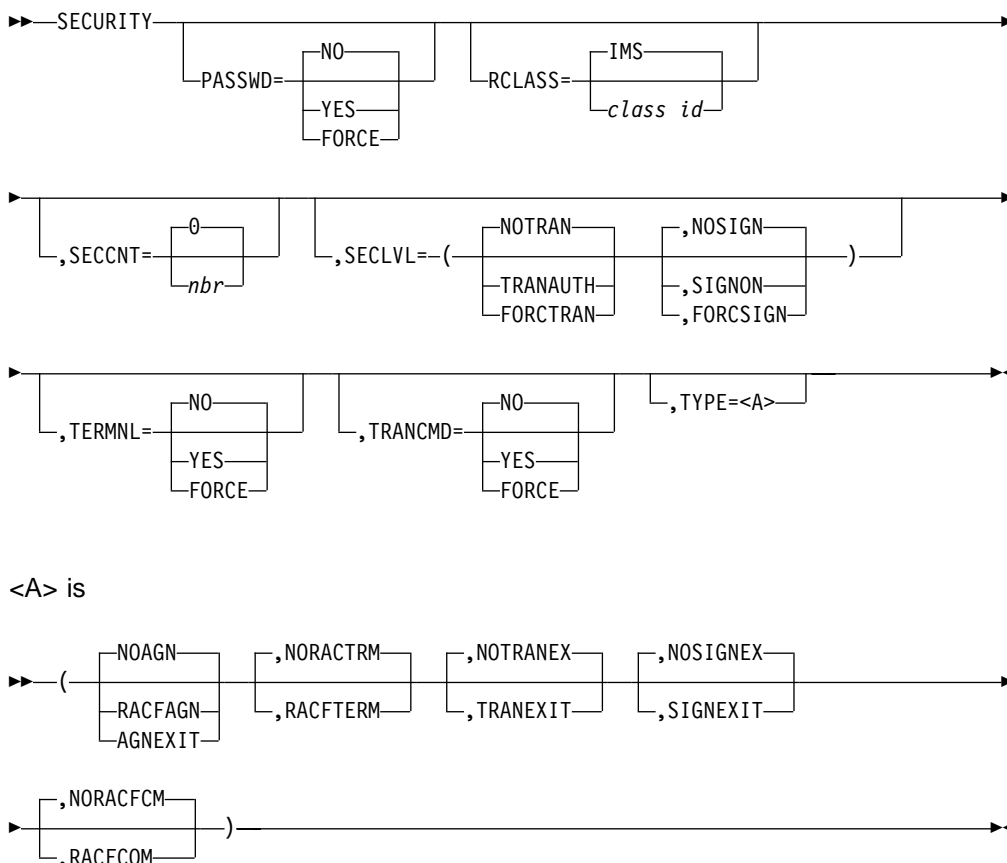 SECURITY
NO
IMS
PASSWD=
RCLASS=
YES
class id
FORCE
0
NOTRAN
,NOSIGN
,SECCNT=
,SECLVL=
(
)
nbr
TRANAUTH
,SIGNON
FORCTRAN
,FORCSIGN
NO
NO
,TYPE=<A>
,TERMNL=
,TRANCMD=
YES
YES
FORCE
FORCE
<A> is
NOAGN
,NORACTRM
,NOTRANEX
,NOSIGNEX
(
RACFAGN
,RACFTERM
,TRANEXIT
,SIGNEXIT
AGNEXIT
,NORACFCM
)
,RACFCOM